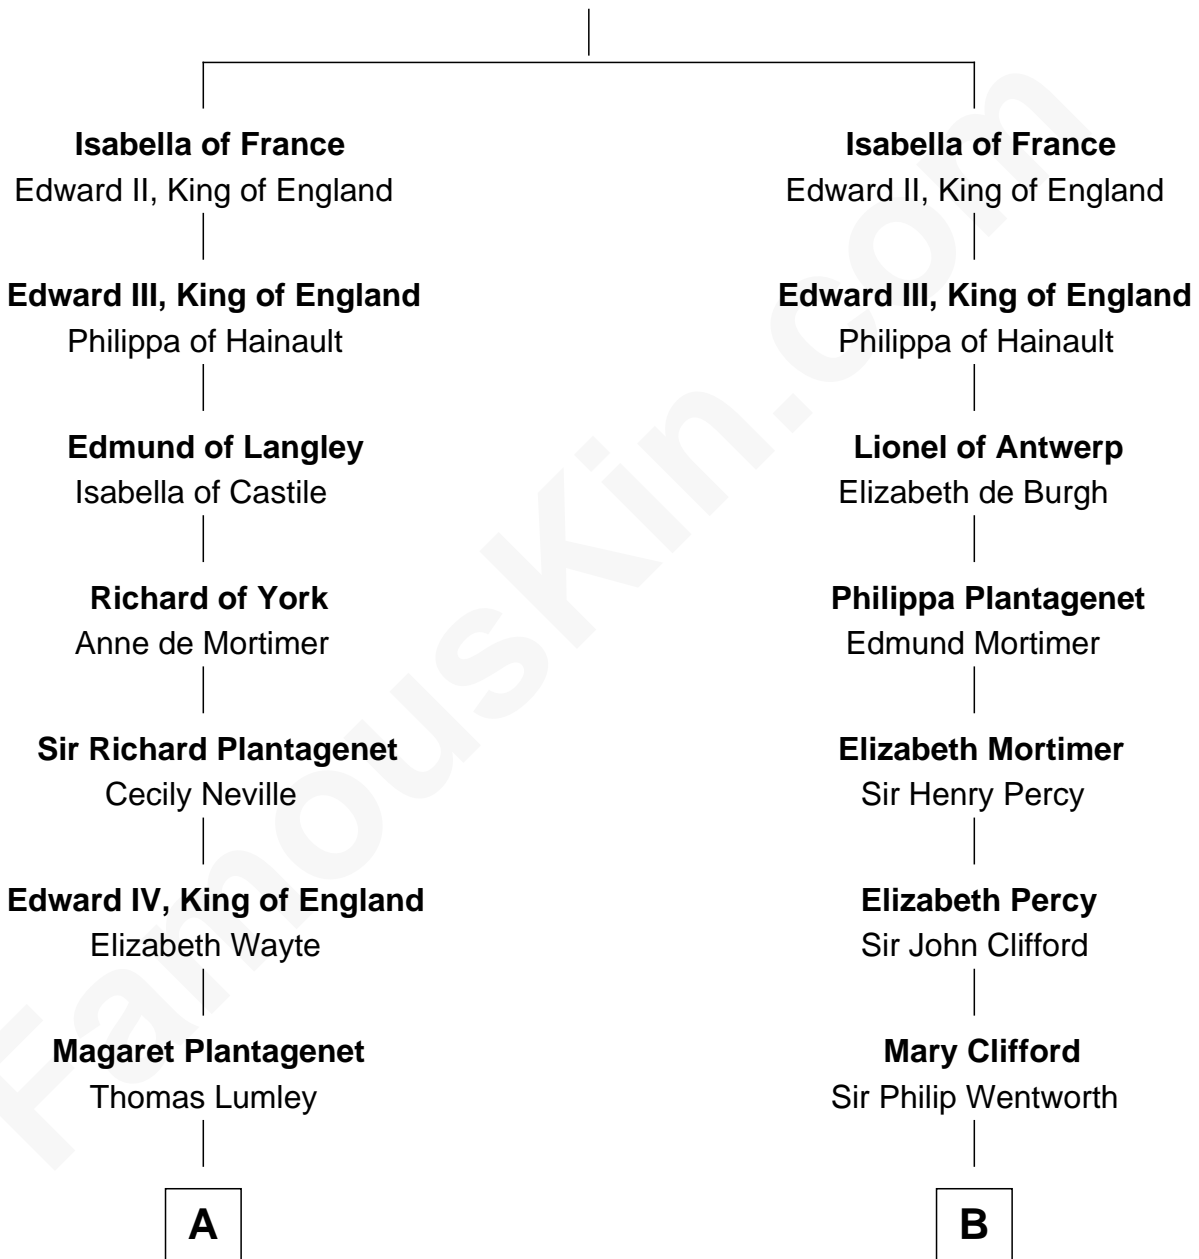 Isabella of France
Edward II, King of England
Edward III, King of England
Philippa of Hainault
Edmund of Langley
Isabella of Castile
Richard of York
Anne de Mortimer
Sir Richard Plantagenet
Cecily Neville
Edward IV, King of England
Elizabeth Wayte
Magaret Plantagenet
Thomas Lumley
A
Isabella of France
Edward II, King of England
Edward III, King of England
Philippa of Hainault
Lionel of Antwerp
Elizabeth de Burgh
Philippa Plantagenet
Edmund Mortimer
Elizabeth Mortimer
Sir Henry Percy
Elizabeth Percy
Sir John Clifford
Mary Clifford
Sir Philip Wentworth
B
FamousKin.com